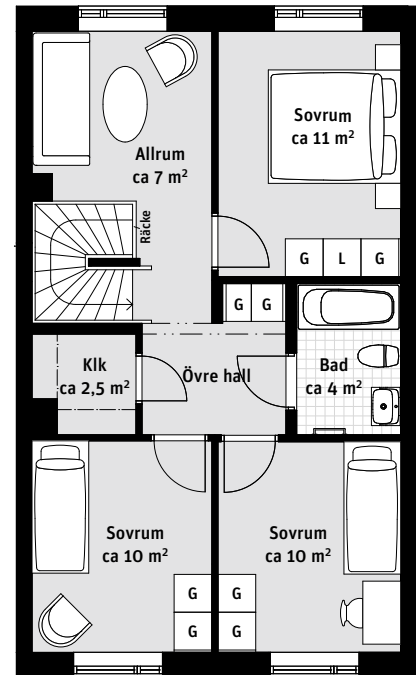 Sovrum
ca 11 m²
Allrum
ca 7 m²
Räcke
G L G
G G
Klk
ca 2,5 m²
Övre hall
Bad
ca 4 m²
Sovrum
ca 10 m²
Sovrum
ca 10 m²
G G
G G